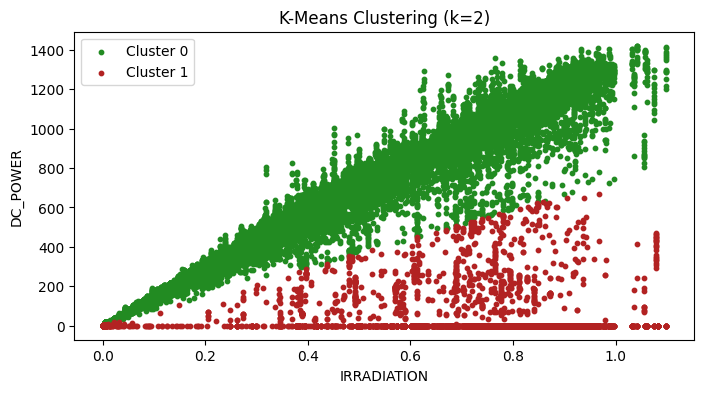 K-Means Clustering (k=2)
Cluster 0
Cluster 1
DC_POWER
1400
1200
1000
800
600
400
200
0
0.0 0.2 0.4 0.6 0.8 1.0
IRRADIATION